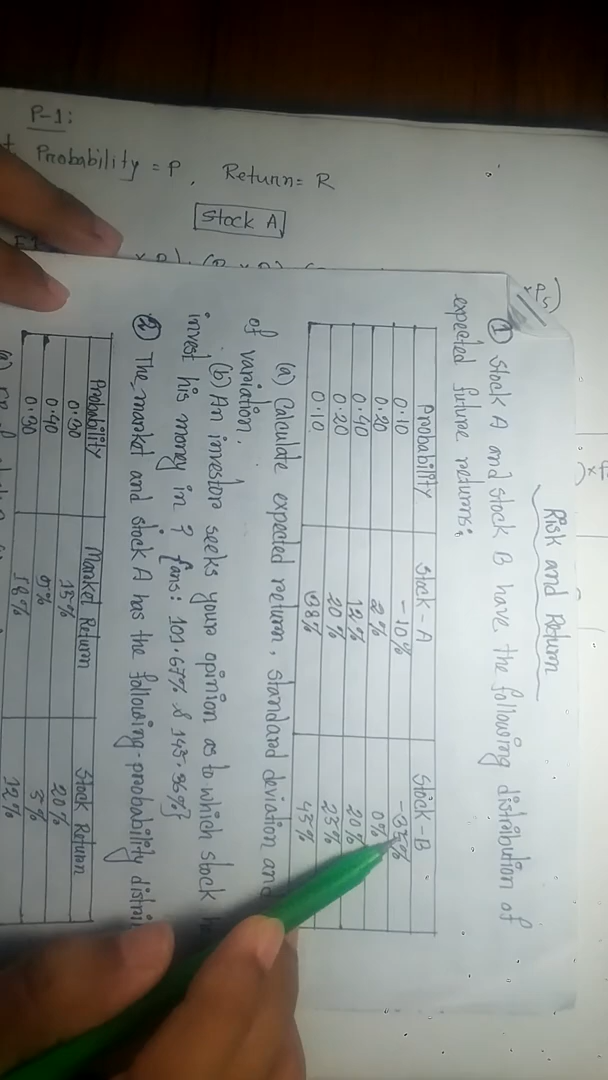 P-1:
Probability = P, Return = R
Stock A
Risk and Return
① Stock A and stock B have the following distribution of
expected future returns:
Probability Stock-A Stock-B
0.10 -10%
0.20 2% 0%
0.40 12% 20%
0.20 20% 25%
0.10 38% 45%
(a) Calculate expected return, standard deviation and
of variation.
(b) An investor seeks your opinion as to which stock he
invest his money in? {ans: 101.67% & 145.36%}
② The market and stock A has the following probability distri
Probability Market Return Stock Return
0.30 15% 20%
0.40 9% 5%
0.30 18% 12%